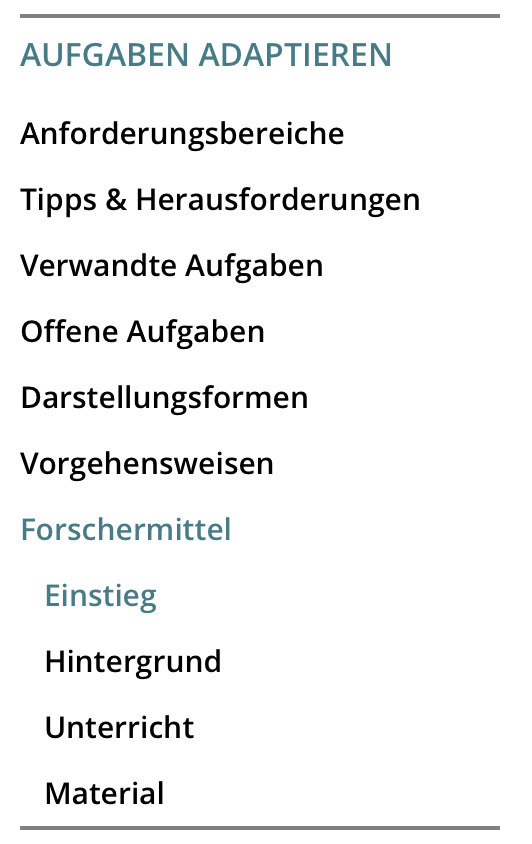 AUFGABEN ADAPTIEREN
Anforderungsbereiche
Tipps & Herausforderungen
Verwandte Aufgaben
Offene Aufgaben
Darstellungsformen
Vorgehensweisen
Forschermittel
Einstieg
Hintergrund
Unterricht
Material